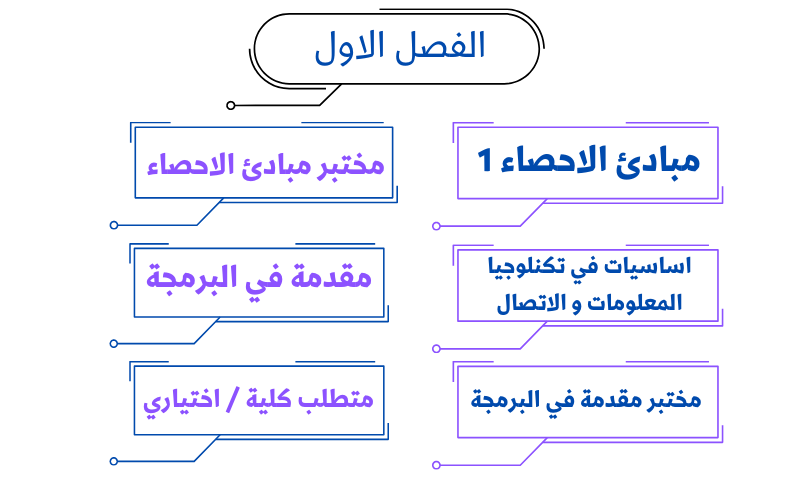 الفصل الاول
مبادئ الاحصاء 1
مختبر مبادئ الاحصاء
اساسيات في تكنلوجيا
المعلومات و الاتصال
مقدمة في البرمجة
مختبر مقدمة في البرمجة
متطلب كلية / اختياري